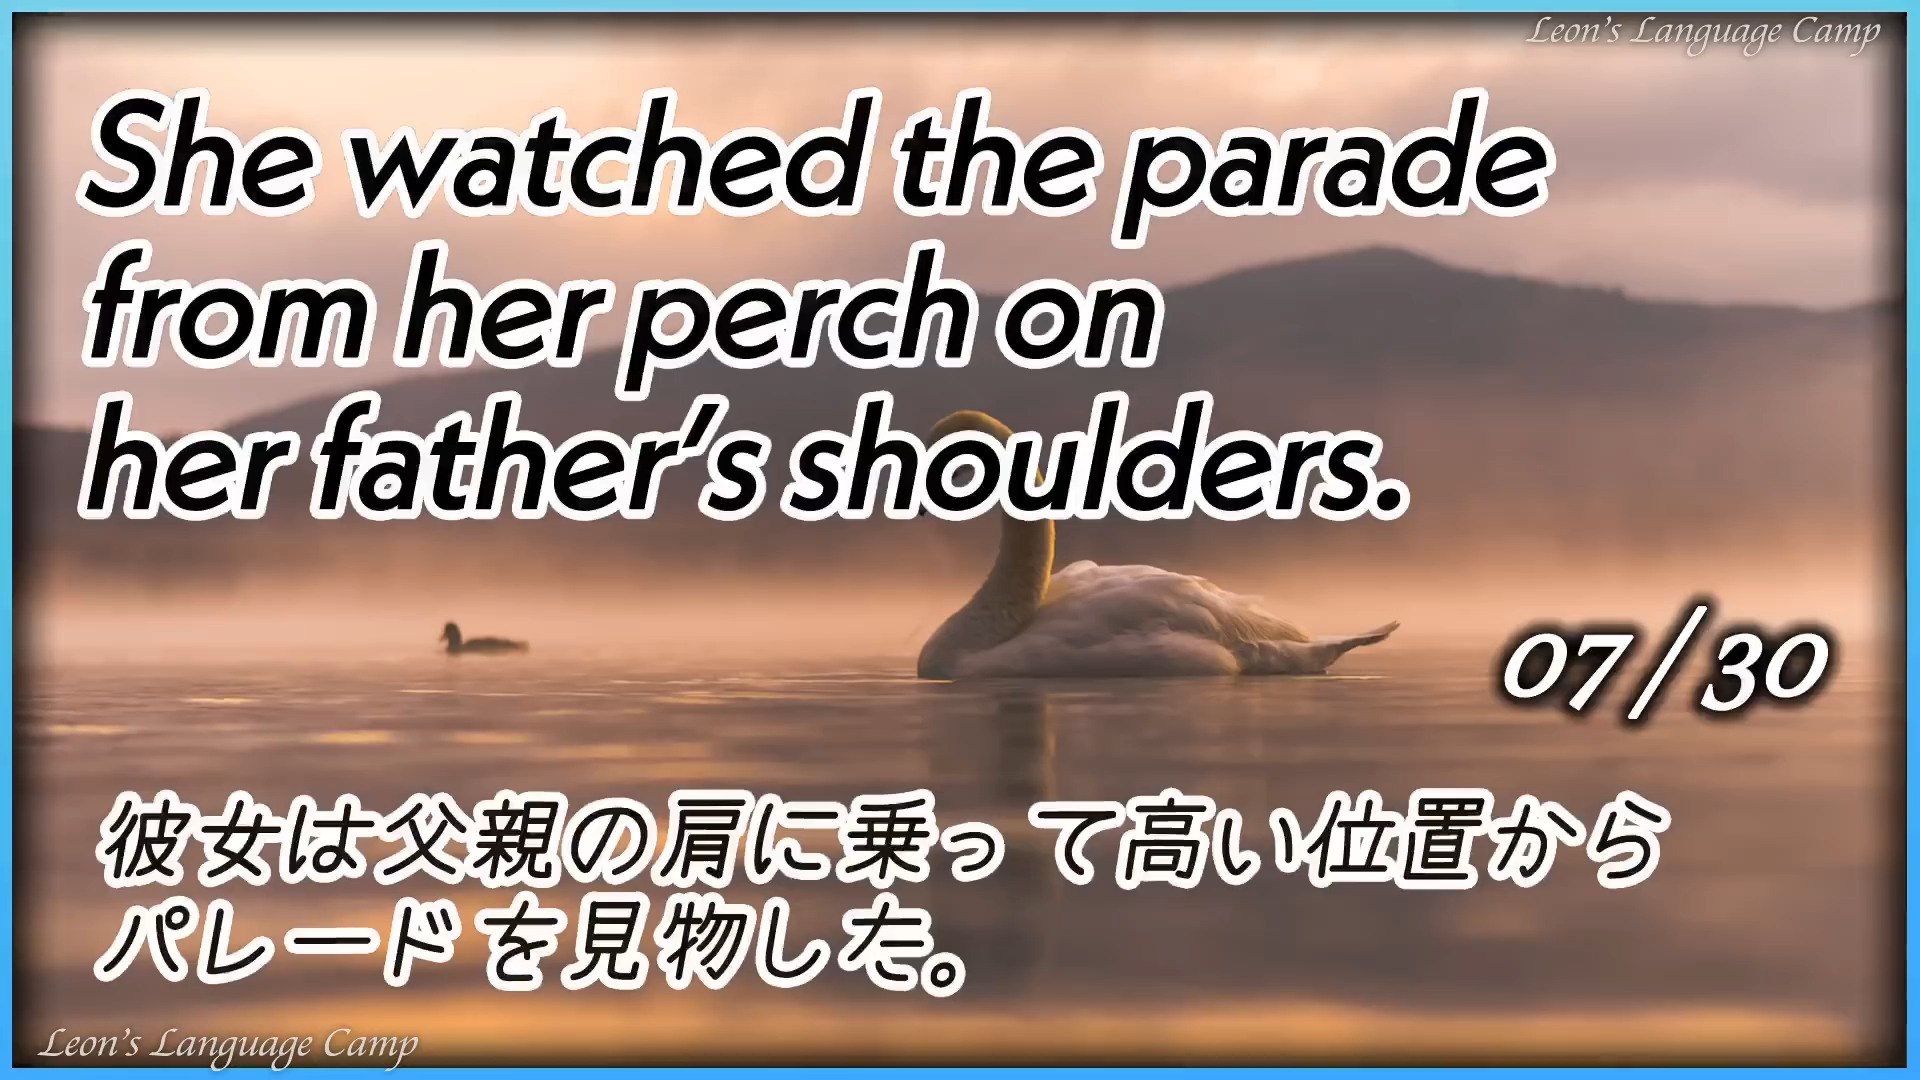 Leon's Language Camp
She watched the parade
from her perch on
her father's shoulders.
07/30
彼女は父親の肩に乗って高い位置から
パレードを見物した。
Leon's Language Camp